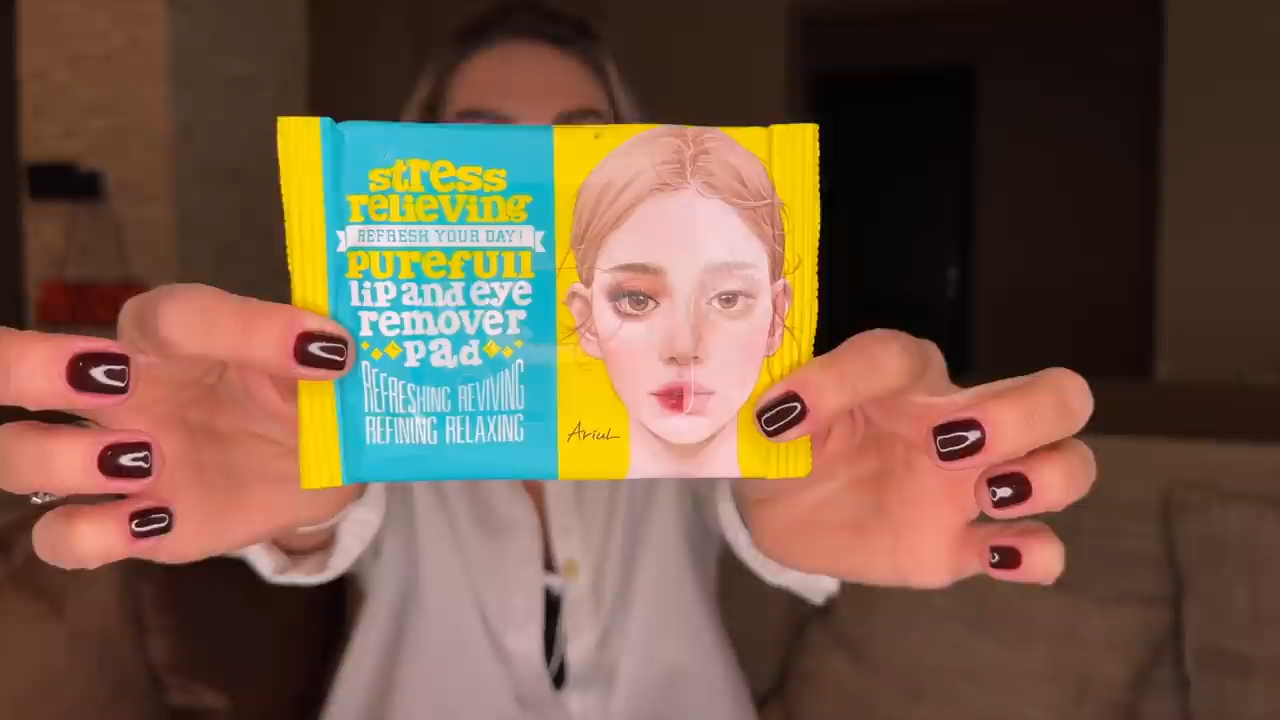 stress
relieving
REFRESH YOUR DAY!
purefull
lip and eye
remover
pad
REFRESHING REVIVING
REFINING RELAXING
Ariul